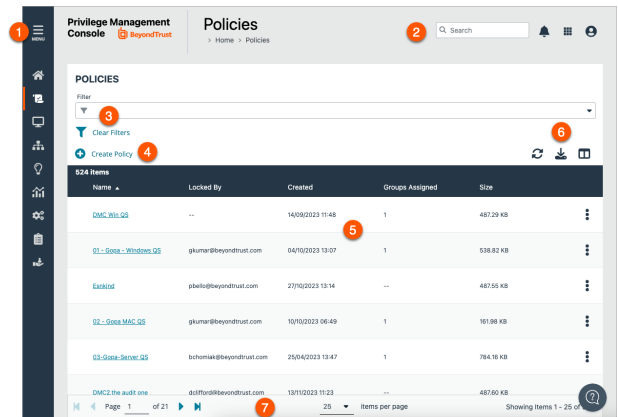 1
MENU
Privilege Management
Console BeyondTrust
Policies
> Home > Policies
2
Search
POLICIES
Filter
3
Clear Filters
6
Create Policy
4
524 items
Name ▲ Locked By Created Groups Assigned Size
DMC Win QS -- 14/09/2023 11:48 1 487.29 KB
5
01 - Gopa - Windows QS gkumar@beyondtrust.com 04/10/2023 13:07 1 538.82 KB
Esnkind pbello@beyondtrust.com 27/10/2023 13:14 -- 487.55 KB
02 - Gopa MAC QS gkumar@beyondtrust.com 10/10/2023 06:49 1 161.98 KB
03-Gopa-Server QS bchomiak@beyondtrust.com 25/04/2023 13:47 1 784.16 KB
DMC2.the audit one dclifford@beyondtrust.com 13/11/2023 11:23 -- 487.60 KB
Page 1 of 21 7 25 items per page Showing Items 1 - 25 of
?